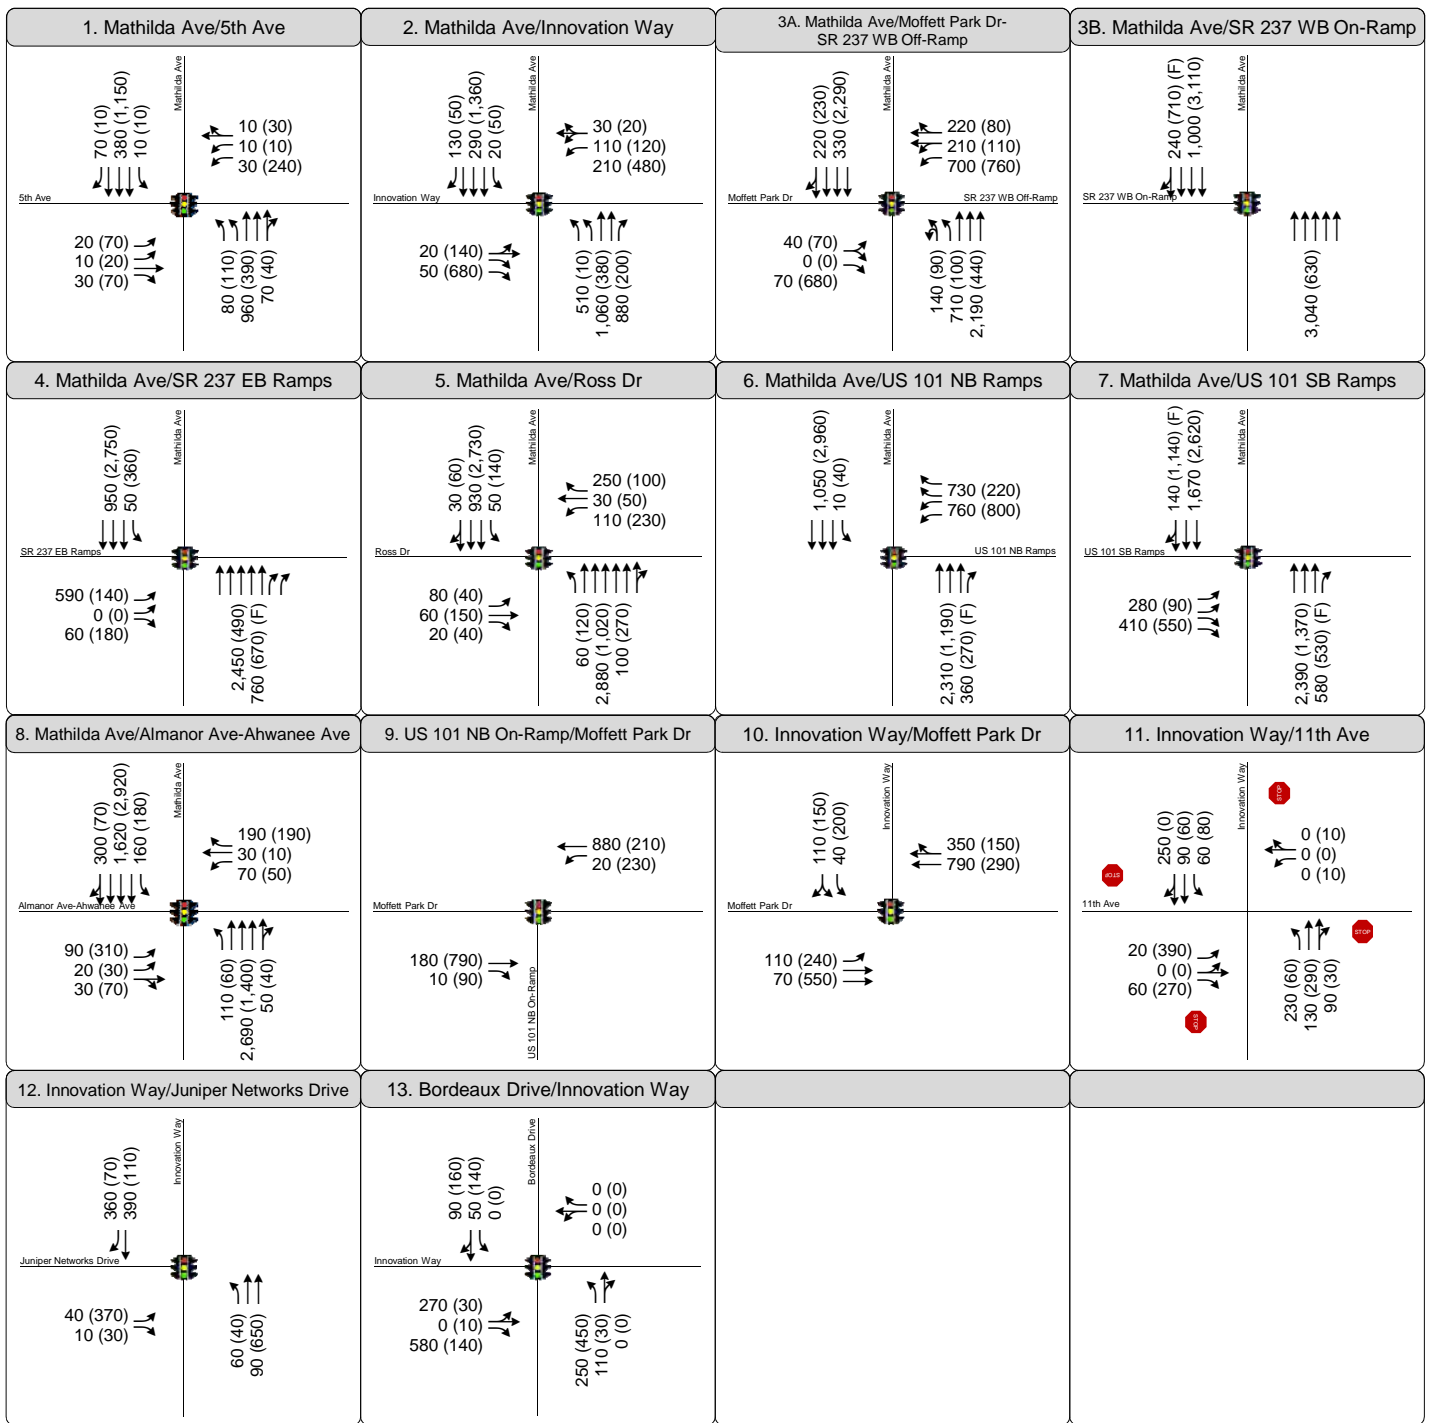 1. Mathilda Ave/5th Ave
Mathilda Ave
5th Ave
70 (10)
380 (1,150)
10 (10)
10 (30)
10 (10)
30 (240)
20 (70)
10 (20)
30 (70)
80 (110)
960 (390)
70 (40)
2. Mathilda Ave/Innovation Way
Mathilda Ave
Innovation Way
130 (50)
290 (1,360)
20 (50)
30 (20)
110 (120)
210 (480)
20 (140)
50 (680)
510 (10)
1,060 (380)
880 (200)
3A. Mathilda Ave/Moffett Park Dr-
SR 237 WB Off-Ramp
Mathilda Ave
Moffett Park Dr
SR 237 WB Off-Ramp
220 (230)
330 (2,290)
220 (80)
210 (110)
700 (760)
40 (70)
0 (0)
70 (680)
140 (90)
710 (100)
2,190 (440)
3B. Mathilda Ave/SR 237 WB On-Ramp
Mathilda Ave
SR 237 WB On-Ramp
240 (710) (F)
1,000 (3,110)
3,040 (630)
4. Mathilda Ave/SR 237 EB Ramps
Mathilda Ave
SR 237 EB Ramps
950 (2,750)
50 (360)
590 (140)
0 (0)
60 (180)
2,450 (490)
760 (670) (F)
5. Mathilda Ave/Ross Dr
Mathilda Ave
Ross Dr
30 (60)
930 (2,730)
50 (140)
250 (100)
30 (50)
110 (230)
80 (40)
60 (150)
20 (40)
60 (120)
2,880 (1,020)
100 (270)
6. Mathilda Ave/US 101 NB Ramps
Mathilda Ave
US 101 NB Ramps
1,050 (2,960)
10 (40)
730 (220)
760 (800)
2,310 (1,190)
360 (270) (F)
7. Mathilda Ave/US 101 SB Ramps
Mathilda Ave
US 101 SB Ramps
140 (1,140) (F)
1,670 (2,620)
280 (90)
410 (550)
2,390 (1,370)
580 (530) (F)
8. Mathilda Ave/Almanor Ave-Ahwanee Ave
Mathilda Ave
Almanor Ave-Ahwanee Ave
300 (70)
1,620 (2,920)
160 (180)
190 (190)
30 (10)
70 (50)
90 (310)
20 (30)
30 (70)
110 (60)
2,690 (1,400)
50 (40)
9. US 101 NB On-Ramp/Moffett Park Dr
Moffett Park Dr
US 101 NB On-Ramp
880 (210)
20 (230)
180 (790)
10 (90)
10. Innovation Way/Moffett Park Dr
Innovation Way
Moffett Park Dr
110 (150)
40 (200)
350 (150)
790 (290)
110 (240)
70 (550)
11. Innovation Way/11th Ave
Innovation Way
11th Ave
STOP
STOP
STOP
STOP
250 (0)
90 (60)
60 (80)
0 (10)
0 (0)
0 (10)
20 (390)
0 (0)
60 (270)
230 (60)
130 (290)
90 (30)
12. Innovation Way/Juniper Networks Drive
Innovation Way
Juniper Networks Drive
360 (70)
390 (110)
40 (370)
10 (30)
60 (40)
90 (650)
13. Bordeaux Drive/Innovation Way
Bordeaux Drive
Innovation Way
90 (160)
50 (140)
0 (0)
0 (0)
0 (0)
0 (0)
270 (30)
0 (10)
580 (140)
250 (450)
110 (30)
0 (0)